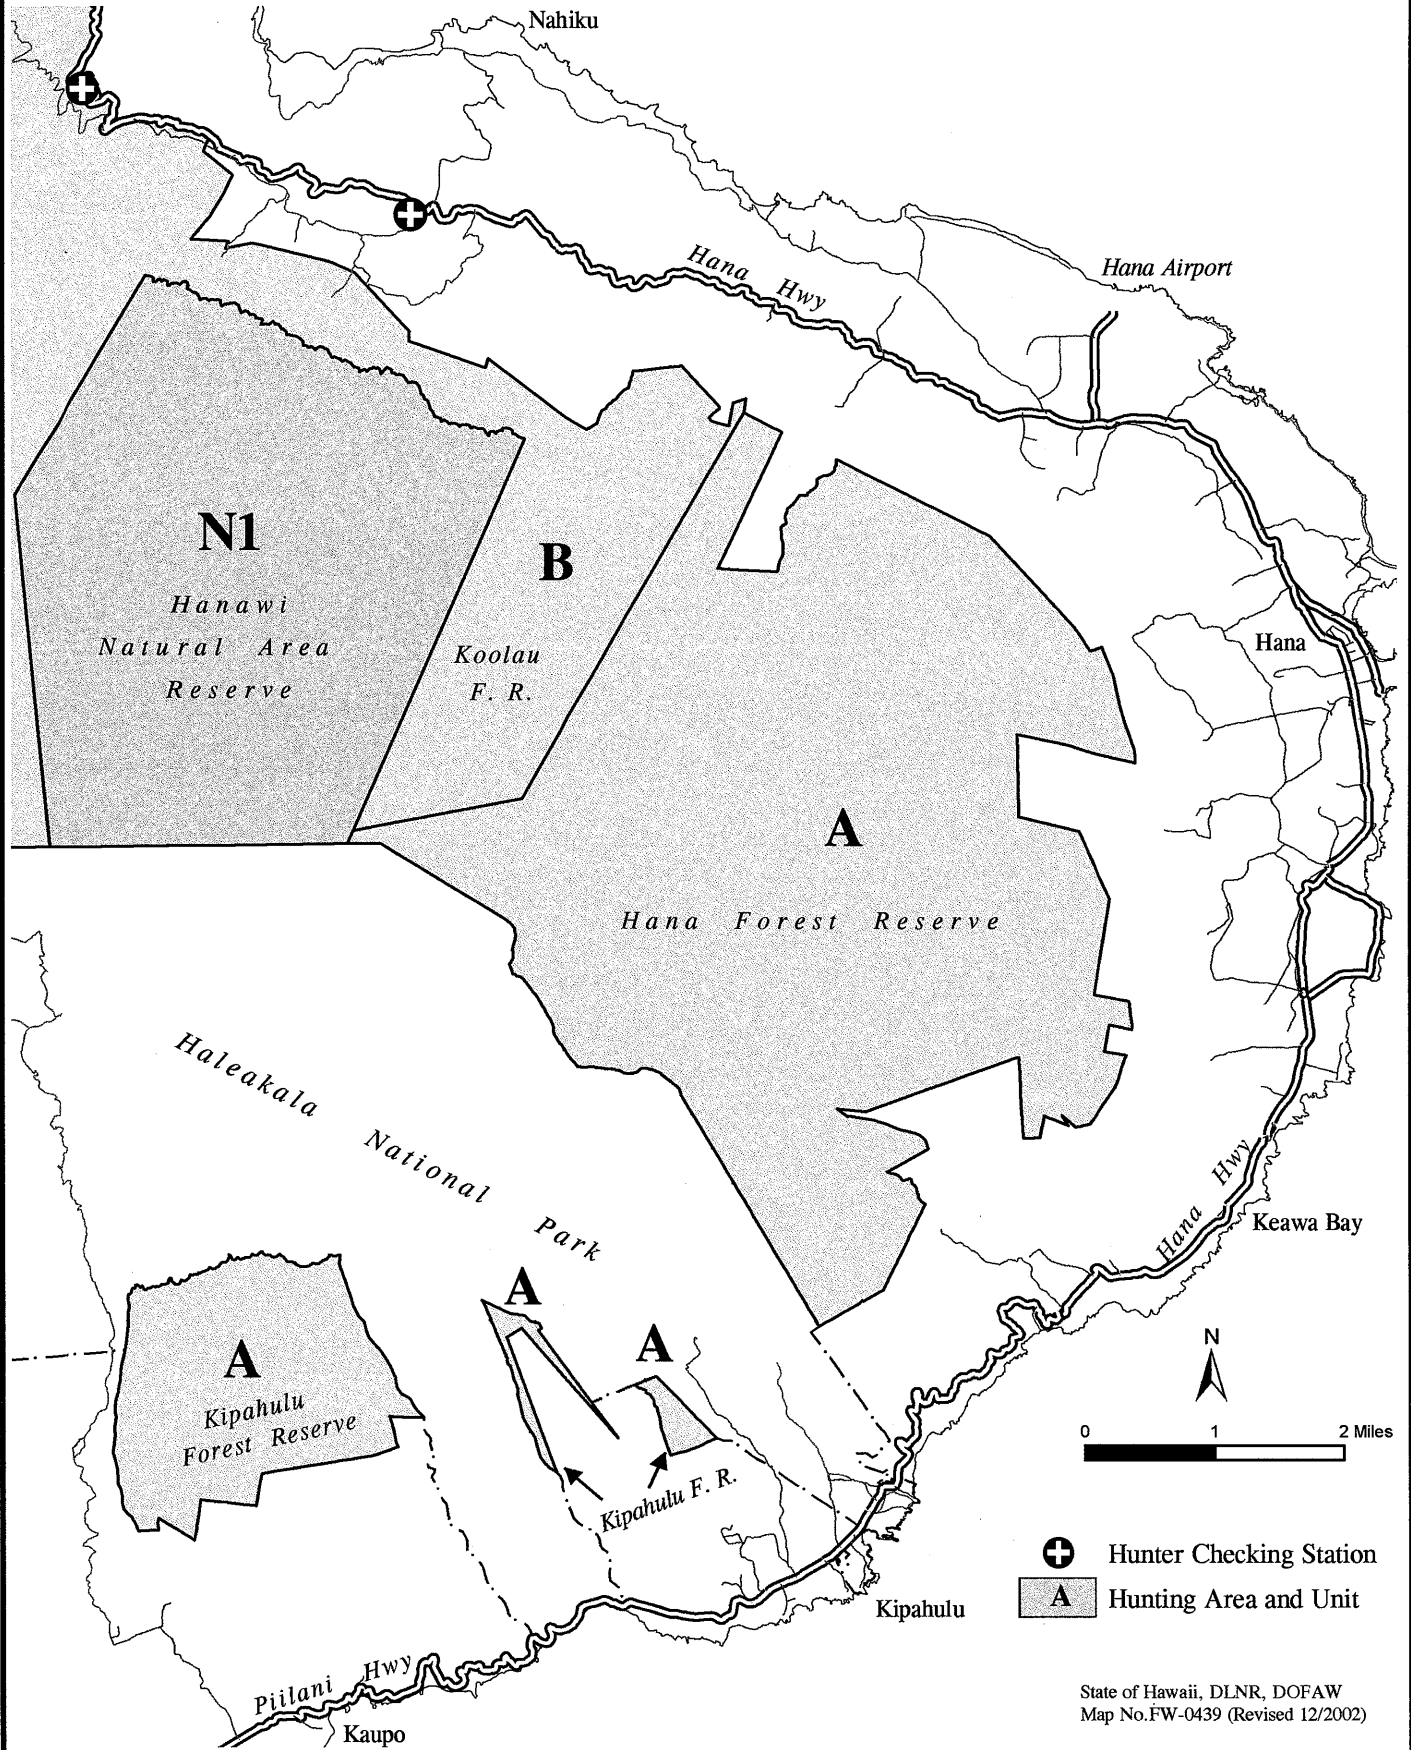 Nahiku
Hana Hwy
Hana Airport
N1
Hanawi
Natural Area
Reserve
B
Koolau
F. R.
Hana
A
Hana Forest Reserve
Haleakala National Park
Hana Hwy
Keawa Bay
A
A
A
Kipahulu
Forest Reserve
Kipahulu F. R.
N
0 1 2 Miles
Hunter Checking Station
A Hunting Area and Unit
Kipahulu
Piilani Hwy
Kaupo
State of Hawaii, DLNR, DOFAW
Map No.FW-0439 (Revised 12/2002)